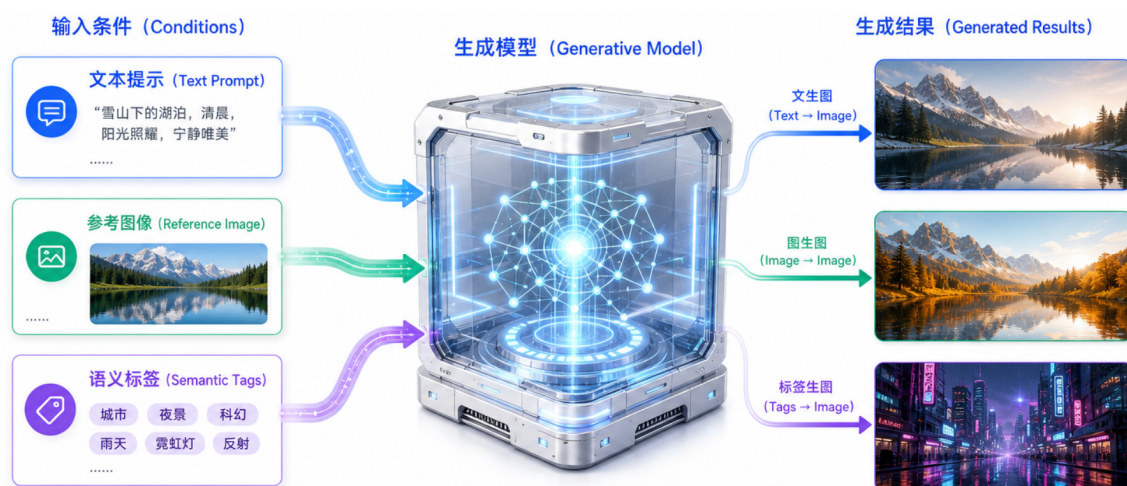 输入条件 (Conditions)
文本提示 (Text Prompt)
“雪山下的湖泊，清晨，
阳光照耀，宁静唯美”
......
参考图像 (Reference Image)
......
语义标签 (Semantic Tags)
城市 夜景 科幻
雨天 霓虹灯 反射
......
生成模型 (Generative Model)
生成结果 (Generated Results)
文生图
(Text → Image)
图生图
(Image → Image)
标签生图
(Tags → Image)